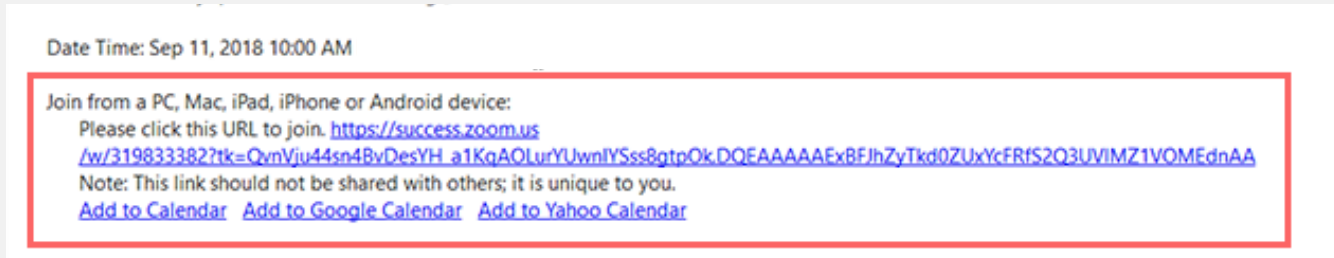 Date Time: Sep 11, 2018 10:00 AM
Join from a PC, Mac, iPad, iPhone or Android device:
Please click this URL to join. https://success.zoom.us
/w/319833382?tk=QvnVju44sn4BvDesYH_a1KqAOLurYUwnlYSss8gtpOk.DQEAAAAAExBFJhZyTkd0ZUxYcFRfS2Q3UVlMZ1VOMEdnAA
Note: This link should not be shared with others; it is unique to you.
Add to Calendar Add to Google Calendar Add to Yahoo Calendar